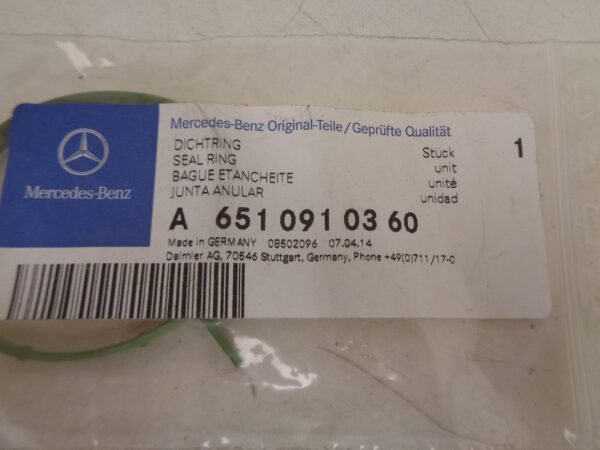 Mercedes-Benz
Mercedes-Benz Original-Teile/Geprüfte Qualität
DICHTRING
SEAL RING
BAGUE ETANCHEITE
JUNTA ANULAR
Stück
unit
unité
unidad
1
A 651 091 03 60
Made in GERMANY 08502096 07.04.14
Daimler AG, 70546 Stuttgart, Germany, Phone +49(0)711/17-0